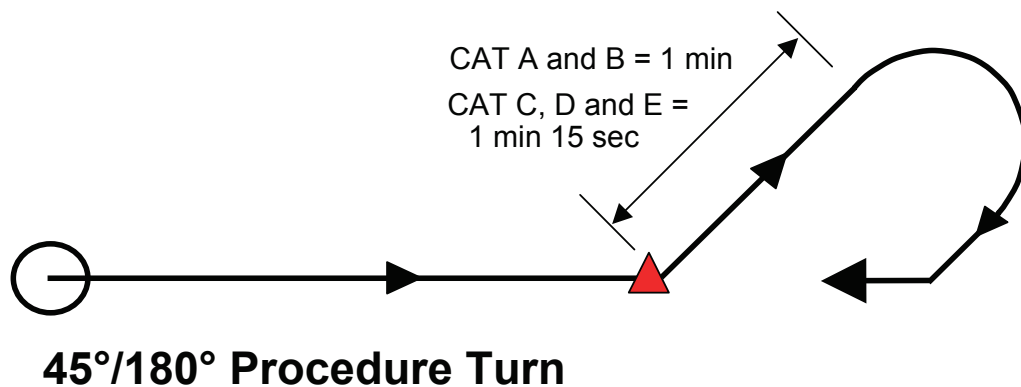 CAT A and B = 1 min
CAT C, D and E =
1 min 15 sec
45°/180° Procedure Turn